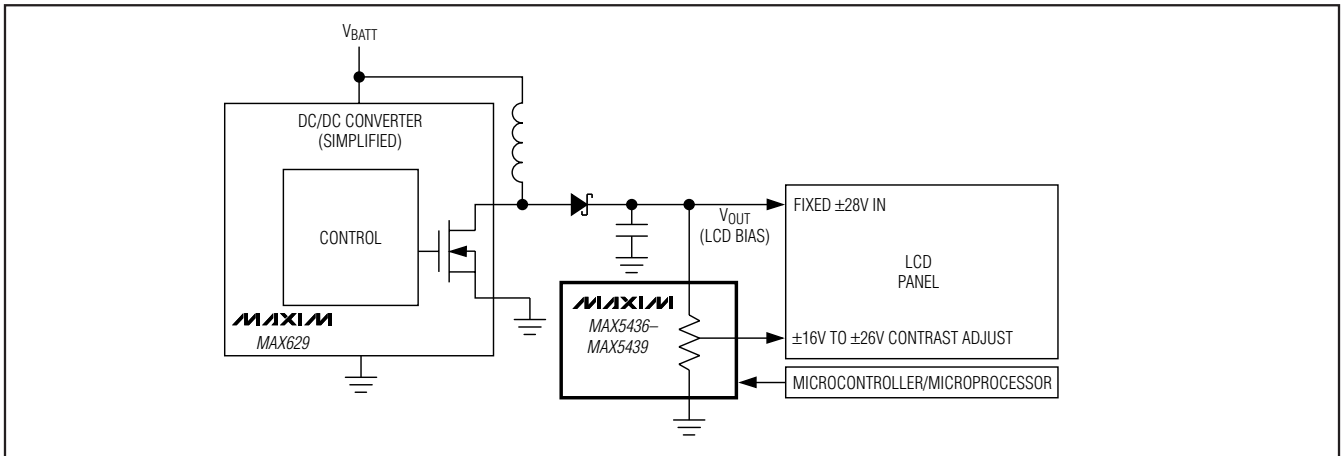 VBATT
DC/DC CONVERTER
(SIMPLIFIED)
CONTROL
MAXIM
MAX629
VOUT
(LCD BIAS)
MAXIM
MAX5436–
MAX5439
FIXED ±28V IN
LCD
PANEL
±16V TO ±26V CONTRAST ADJUST
MICROCONTROLLER/MICROPROCESSOR